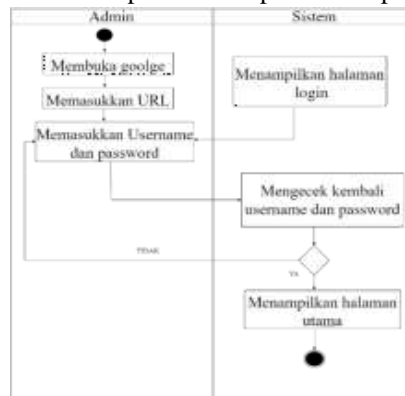 Admin
Sistem
Membuka goolge
Memasukkan URL
Menampilkan halaman
login
Memasukkan Username
dan password
Mengecek kembali
username dan password
TIDAK
YA
Menampilkan halaman
utama